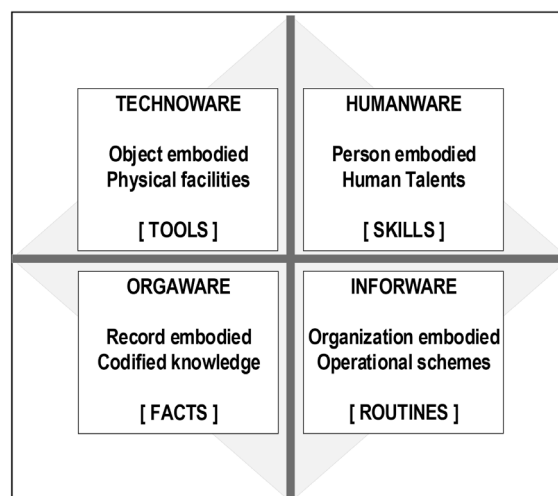 TECHNOWARE
Object embodied
Physical facilities
[ TOOLS ]
HUMANWARE
Person embodied
Human Talents
[ SKILLS ]
ORGAWARE
Record embodied
Codified knowledge
[ FACTS ]
INFORWARE
Organization embodied
Operational schemes
[ ROUTINES ]